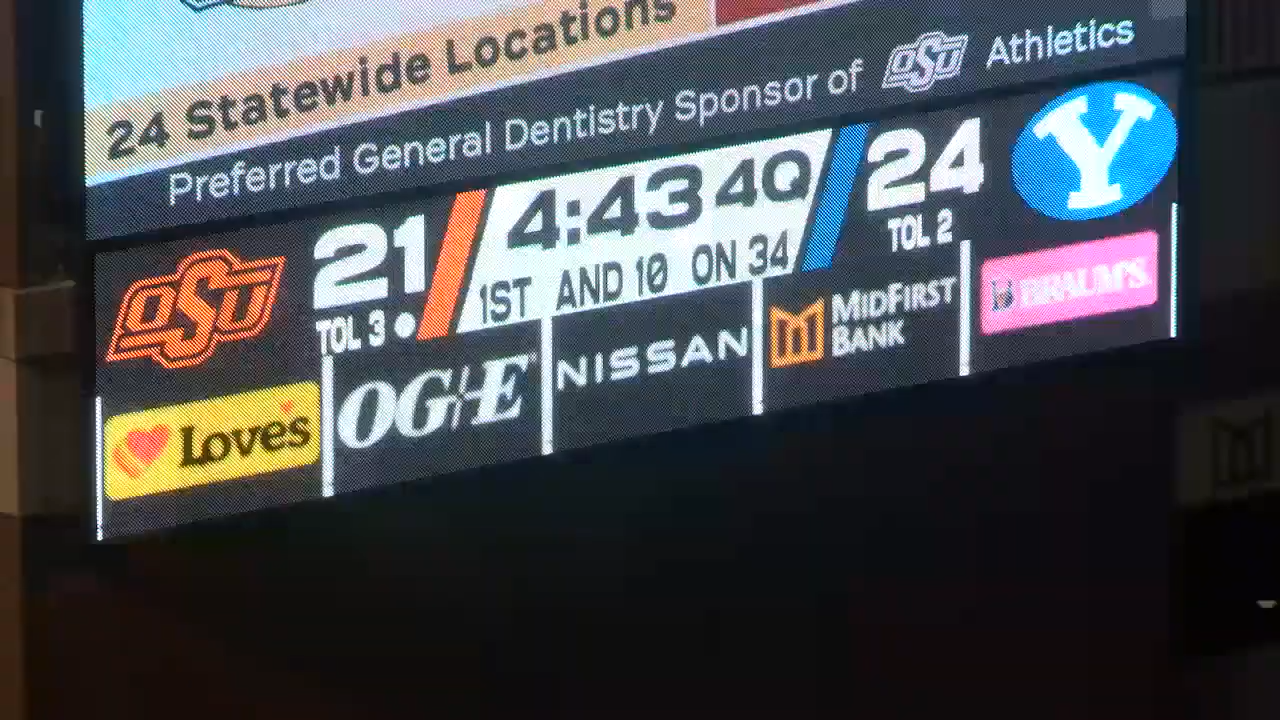 24 Statewide Locations
Preferred General Dentistry Sponsor of OSU Athletics
OSU 21 4:43 4Q 24 Y
TOL 3 1ST AND 10 ON 34 TOL 2
Love's OG+E NISSAN MIDFIRST BANK B BRAUM'S